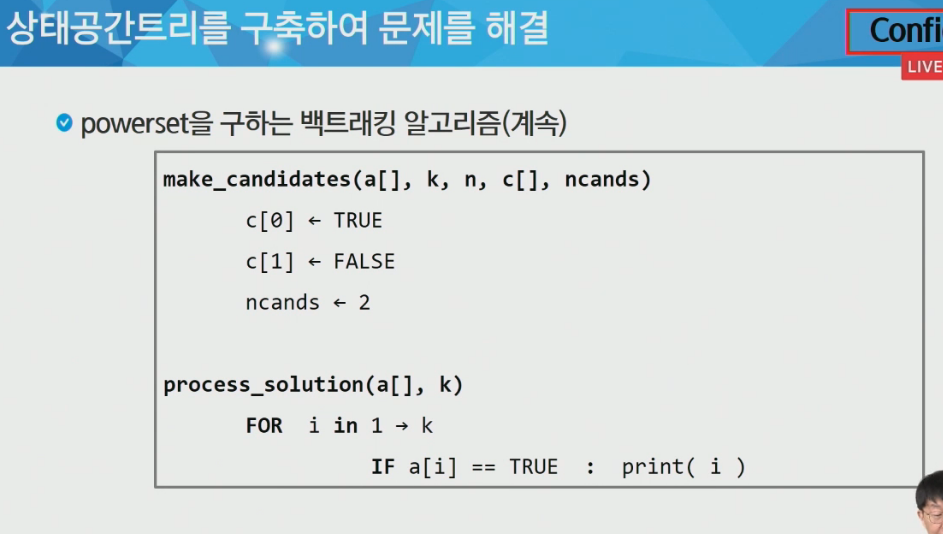 상태공간트리를 구축하여 문제를 해결
LIVE
powerset을 구하는 백트래킹 알고리즘(계속)
make_candidates(a[], k, n, c[], ncands)
c[0] ← TRUE
c[1] ← FALSE
ncands ← 2
process_solution(a[], k)
FOR i in 1 → k
IF a[i] == TRUE : print( i )